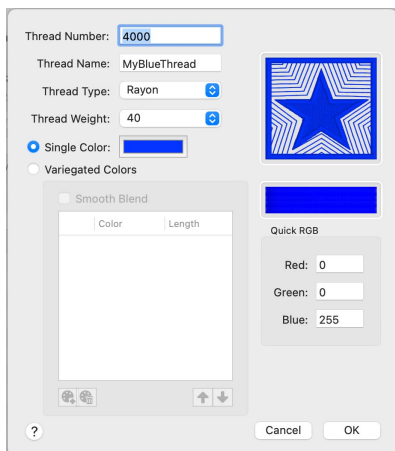 Thread Number: 4000
Thread Name: MyBlueThread
Thread Type: Rayon
Thread Weight: 40
Single Color:
Variegated Colors
Smooth Blend
Color Length
Quick RGB
Red: 0
Green: 0
Blue: 255
? Cancel OK